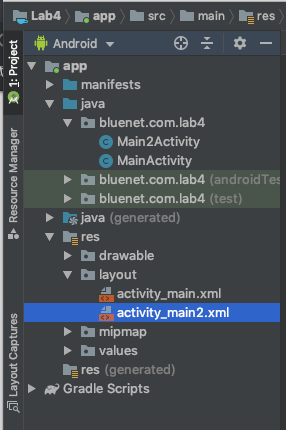 Lab4 app src main res
Android
app
manifests
java
bluenet.com.lab4
Main2Activity
MainActivity
bluenet.com.lab4 (androidTes
bluenet.com.lab4 (test)
java (generated)
res
drawable
layout
activity_main.xml
activity_main2.xml
mipmap
values
res (generated)
Gradle Scripts
1: Project
Resource Manager
Layout Captures